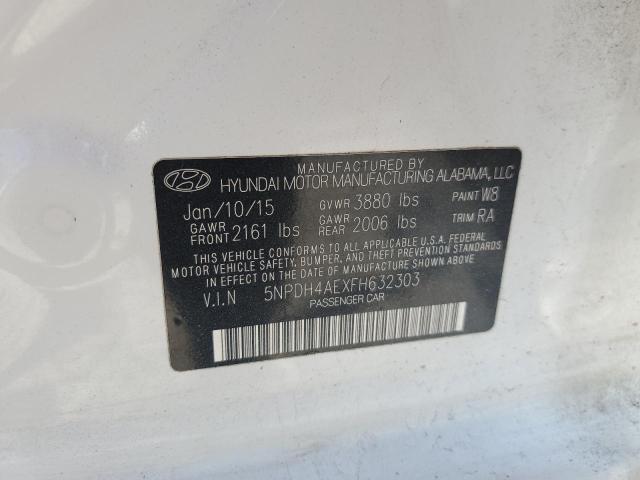 MANUFACTURED BY
HYUNDAI MOTOR MANUFACTURING ALABAMA, LLC
Jan/10/15 GVWR 3880 lbs PAINT W8
GAWR FRONT 2161 lbs GAWR REAR 2006 lbs TRIM RA
THIS VEHICLE CONFORMS TO ALL APPLICABLE U.S.A. FEDERAL
MOTOR VEHICLE SAFETY, BUMPER, AND THEFT PREVENTION STANDARDS
IN EFFECT ON THE DATE OF MANUFACTURE SHOWN ABOVE.
V.I.N 5NPDH4AEXFH632303
PASSENGER CAR